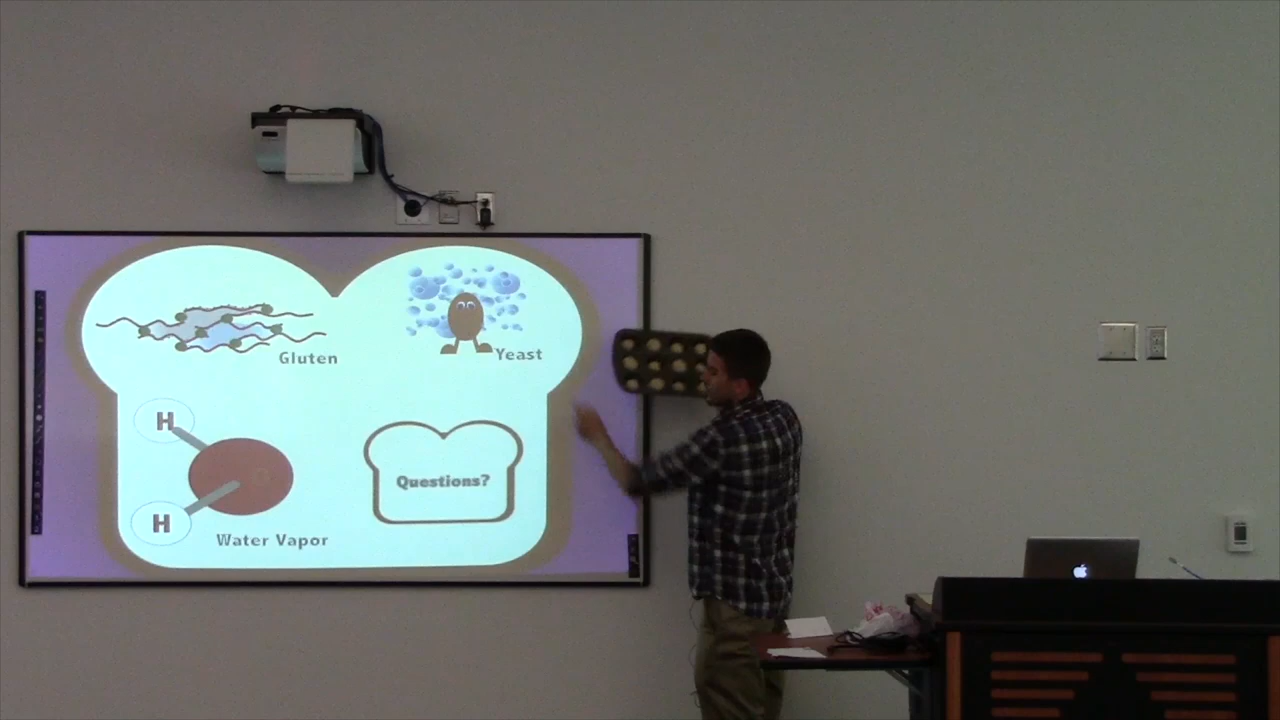 Gluten
Yeast
H
H
Water Vapor
Questions?